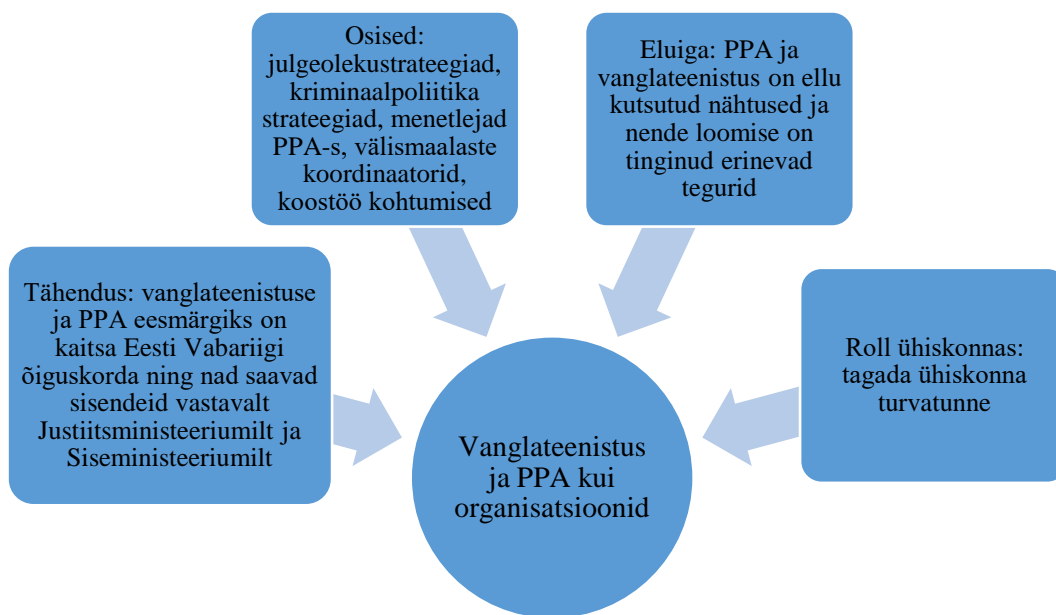 Osised:
julgeolekustrateegiad,
kriminaalpoliitika
strateegiad, menetlejad
PPA-s, välismaalaste
koordinaatorid,
koostöö kohtumised
Eluiga: PPA ja
vanglateenistus on ellu
kutsutud nähtused ja
nende loomise on
tinginud erinevad
tegurid
Tähendus: vanglateenistuse
ja PPA eesmärgiks on
kaitsa Eesti Vabariigi
õiguskorda ning nad saavad
sisendeid vastavalt
Justiitsministeeriumilt ja
Siseministeeriumilt
Roll ühiskonnas:
tagada ühiskonna
turvatunne
Vanglateenistus
ja PPA kui
organisatsioonid